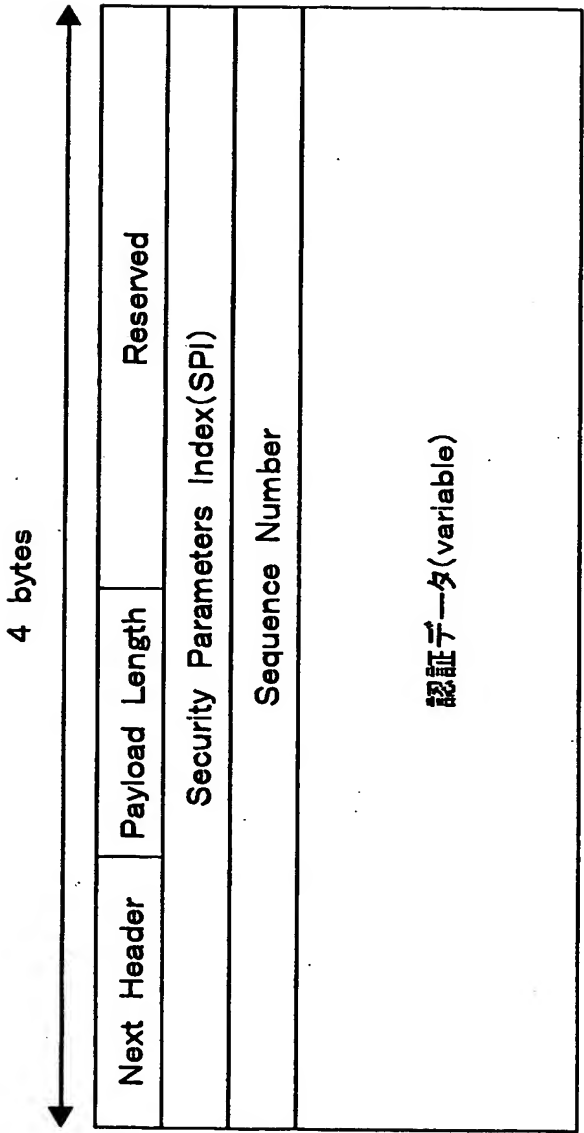 4 bytes
Next Header
Payload Length
Reserved
Security Parameters Index(SPI)
Sequence Number
認証データ(variable)